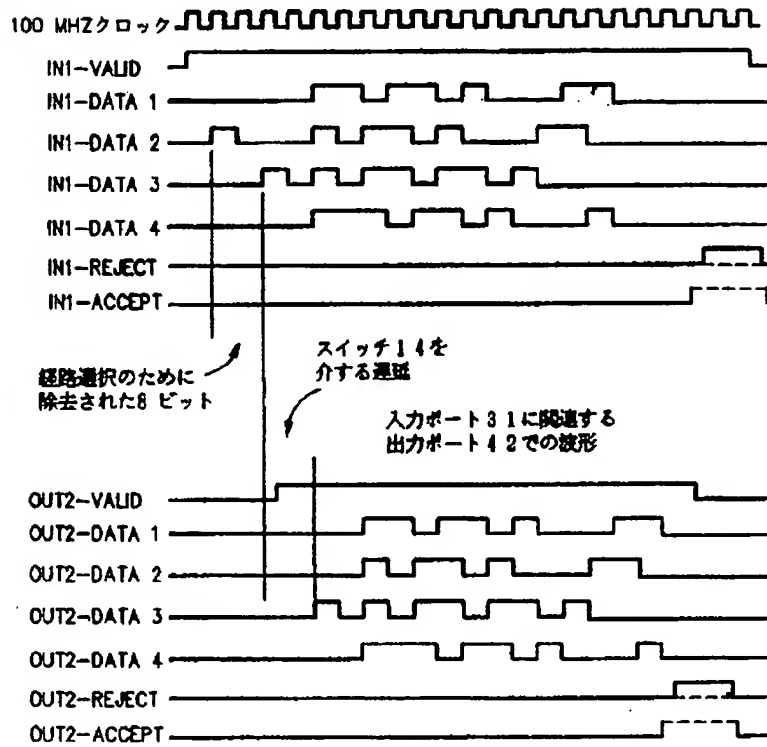 100 MHZクロック
IN1-VALID
IN1-DATA 1
IN1-DATA 2
IN1-DATA 3
IN1-DATA 4
IN1-REJECT
IN1-ACCEPT
経路選択のために
除去された8 ビット
スイッチ14を
介する遅延
入力ポート31に関連する
出力ポート42での波形
OUT2-VALID
OUT2-DATA 1
OUT2-DATA 2
OUT2-DATA 3
OUT2-DATA 4
OUT2-REJECT
OUT2-ACCEPT